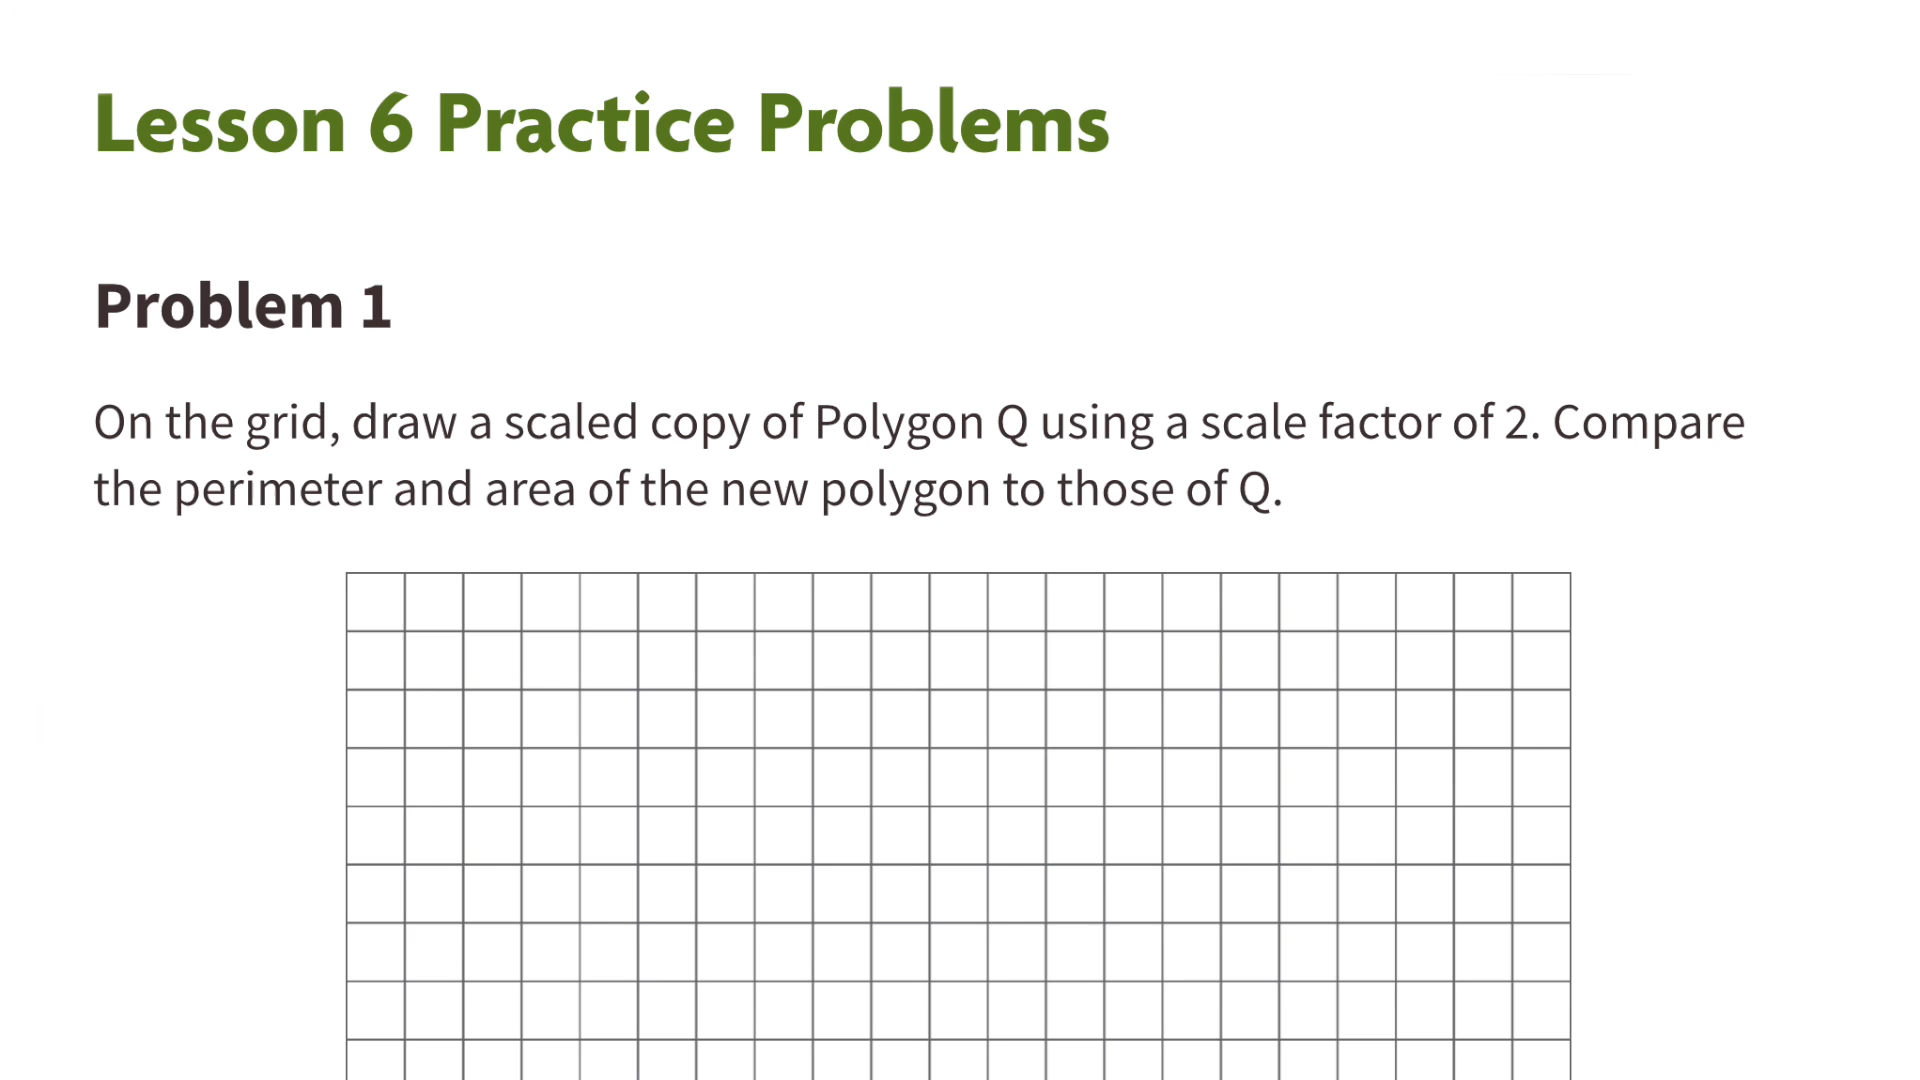 Lesson 6 Practice Problems
Problem 1
On the grid, draw a scaled copy of Polygon Q using a scale factor of 2. Compare
the perimeter and area of the new polygon to those of Q.